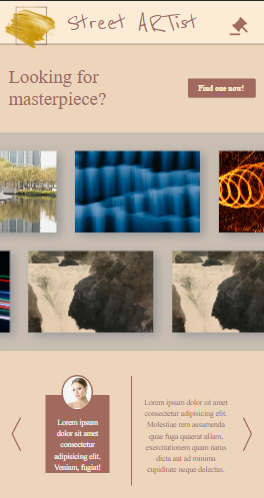 Street ARTist
Looking for
masterpiece?
Find one now!
Lorem ipsum
dolor sit amet
consectetur
adipisicing elit.
Veniam, fugiat!
Lorem ipsum dolor sit amet
consectetur adipisicing elit.
Molestiae rem assumenda
quae fuga quaerat ullam,
exercitionem quam natus
dicta aut ad minima
cupiditate neque delectus.